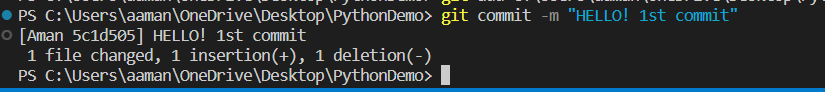 PS C:\Users\aaman\OneDrive\Desktop\PythonDemo> git commit -m "HELLO! 1st commit"
[Aman 5c1d505] HELLO! 1st commit
1 file changed, 1 insertion(+), 1 deletion(-)
PS C:\Users\aaman\OneDrive\Desktop\PythonDemo>